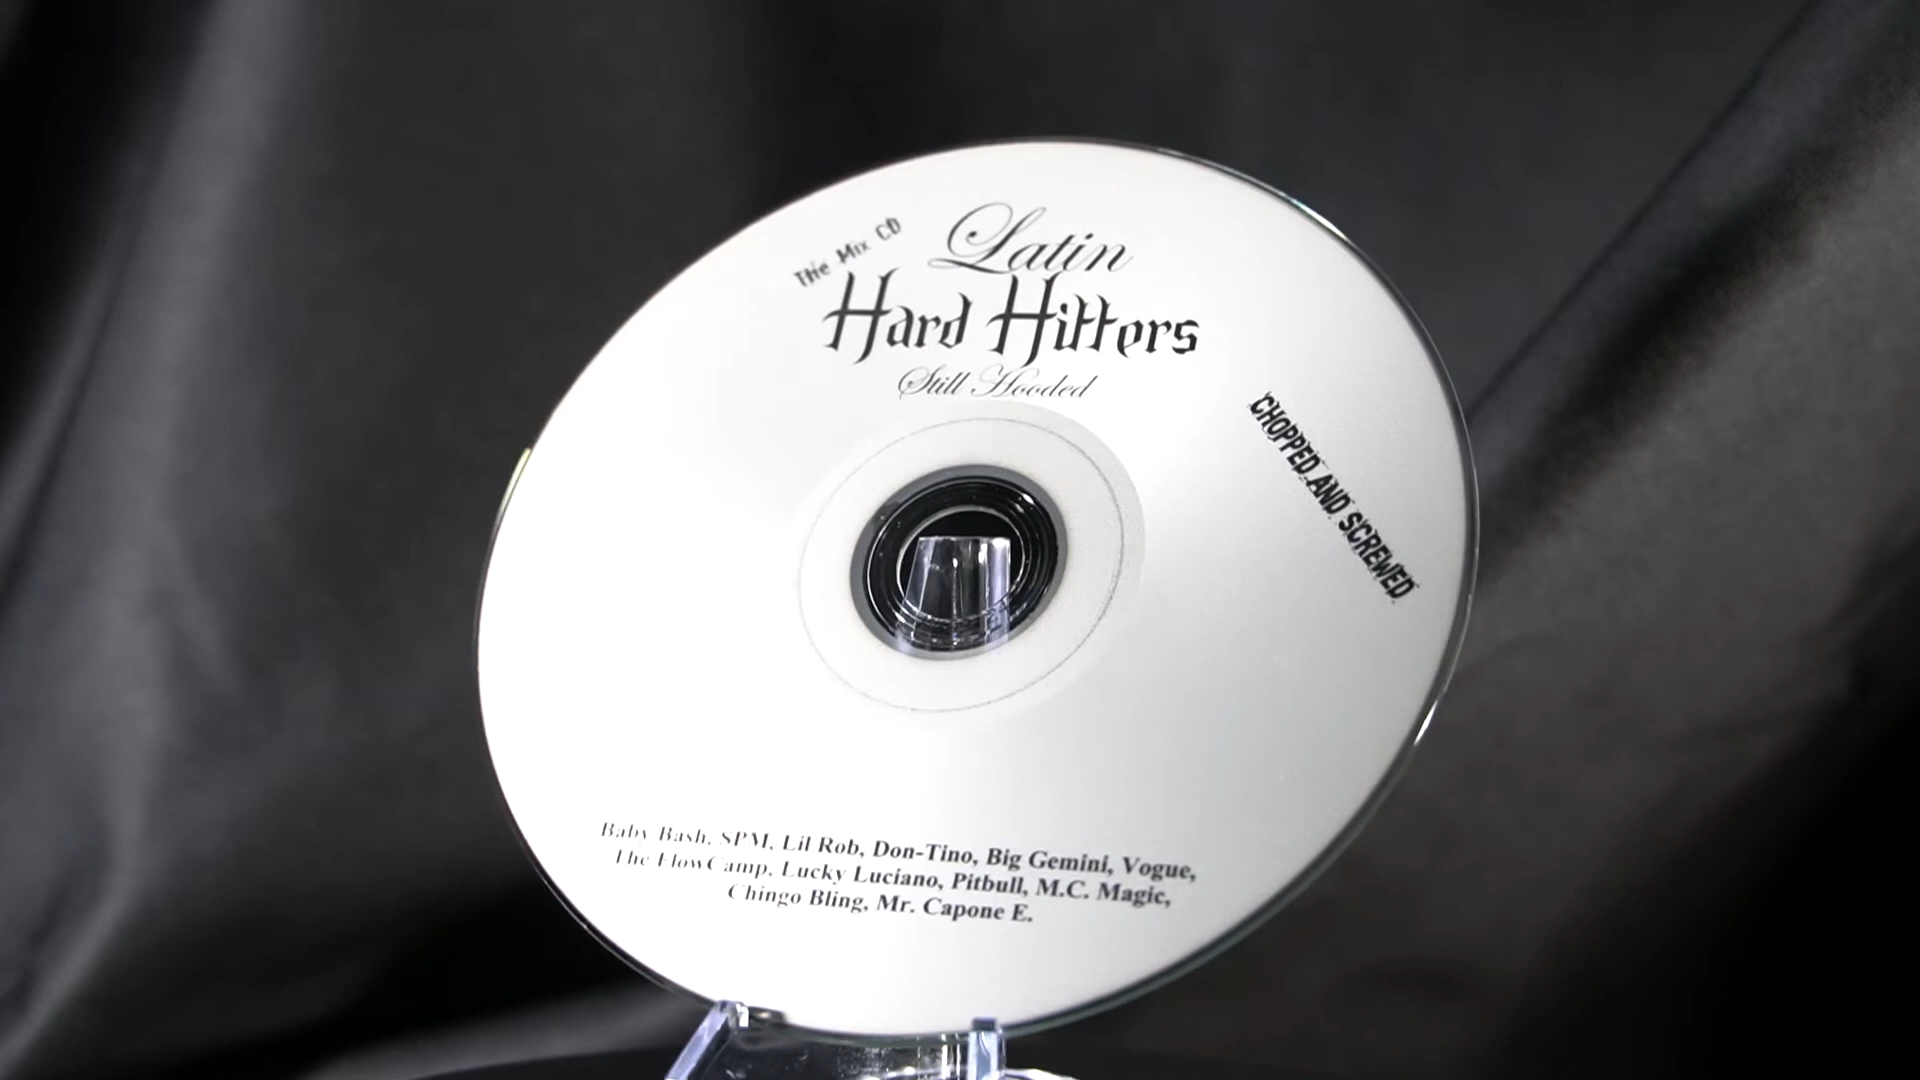 The Mix CD
Latin
Hard Hitters
Still Hooded
CHOPPED AND SCREWED
Baby Bash, SPM, Lil Rob, Don-Tino, Big Gemini, Vogue,
The FlowCamp, Lucky Luciano, Pitbull, M.C. Magic,
Chingo Bling, Mr. Capone E.